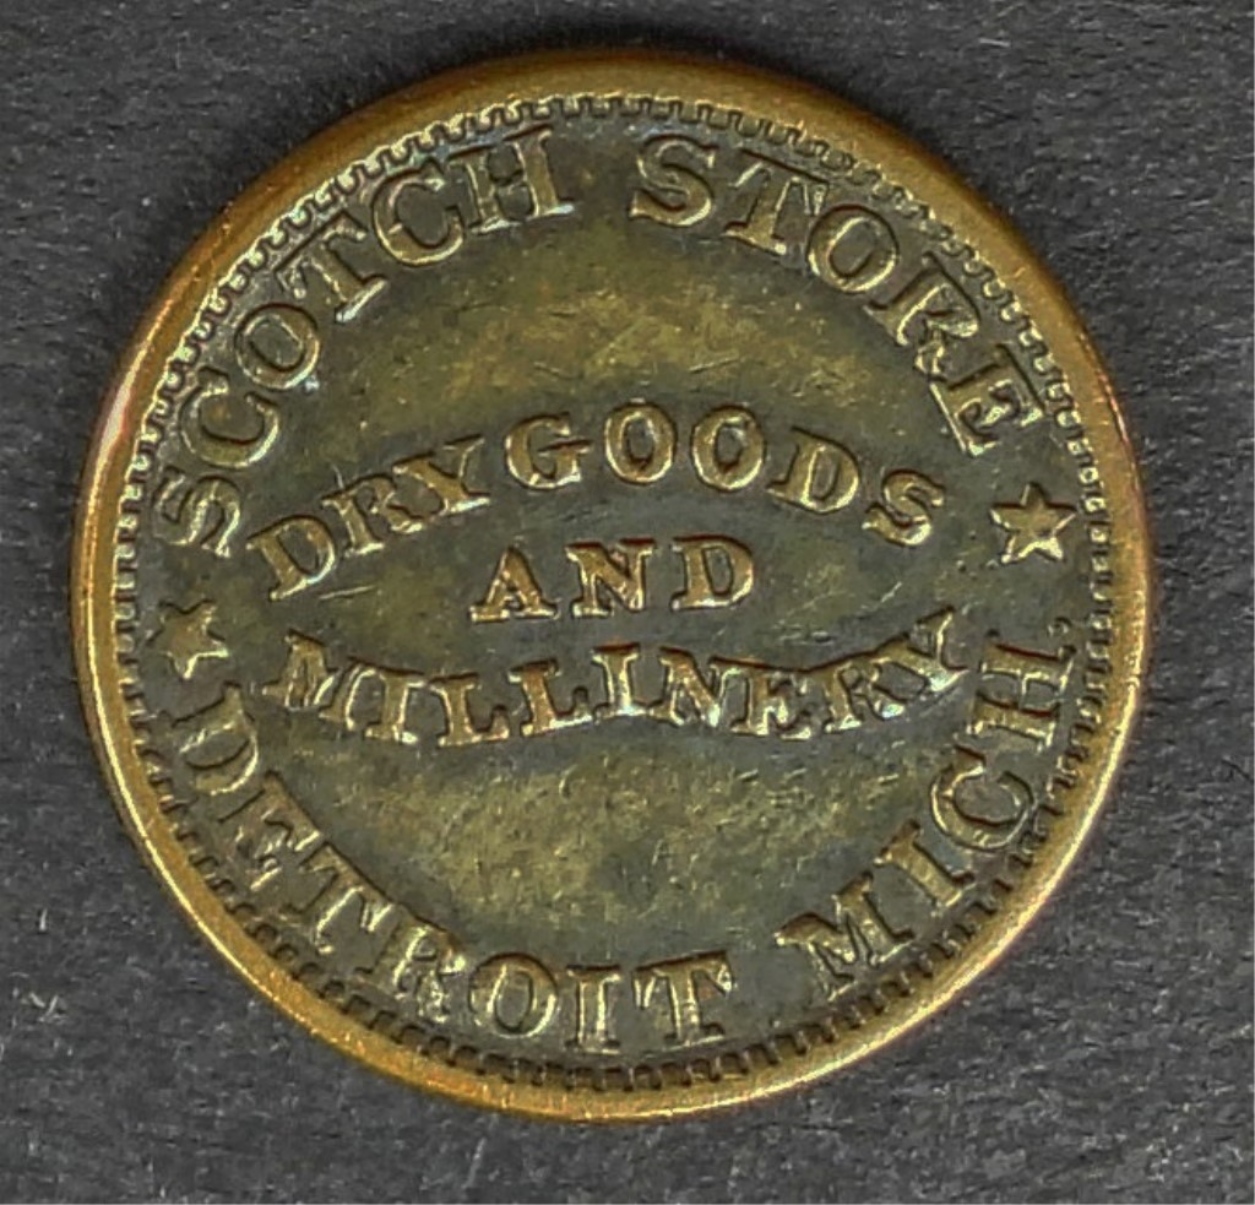 SCOTCH STORE
DRY GOODS
AND
MILLINERY
DETROIT MICH.